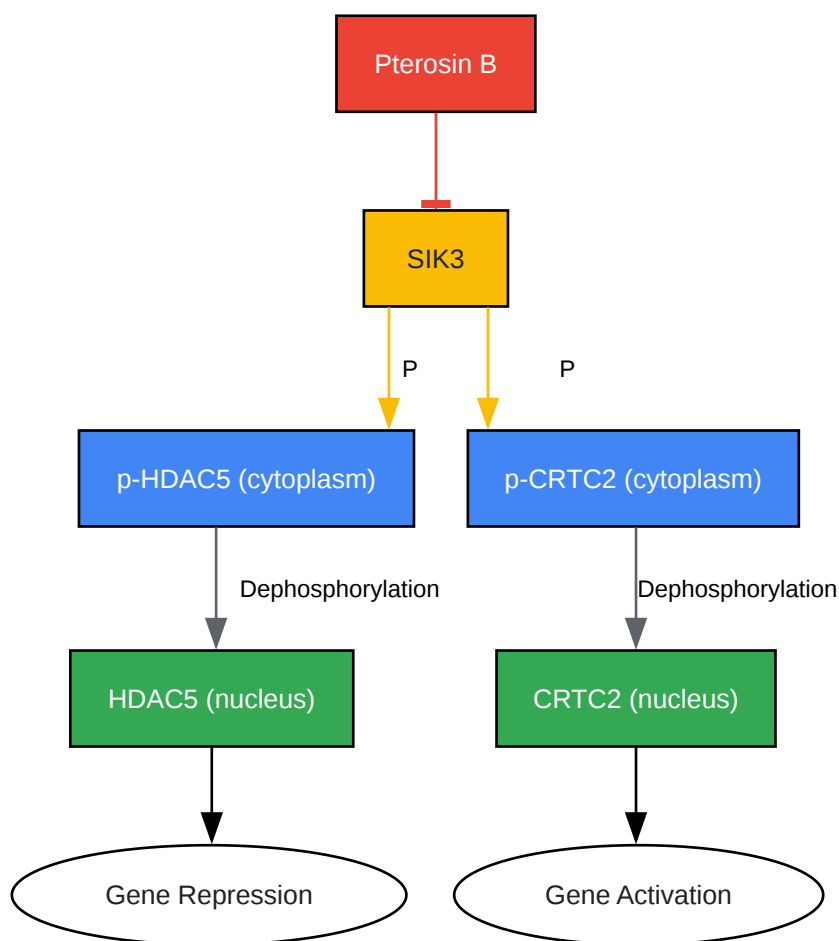 Pterosin B
SIK3
P
P
p-HDAC5 (cytoplasm)
p-CRTC2 (cytoplasm)
Dephosphorylation
Dephosphorylation
HDAC5 (nucleus)
CRTC2 (nucleus)
Gene Repression
Gene Activation